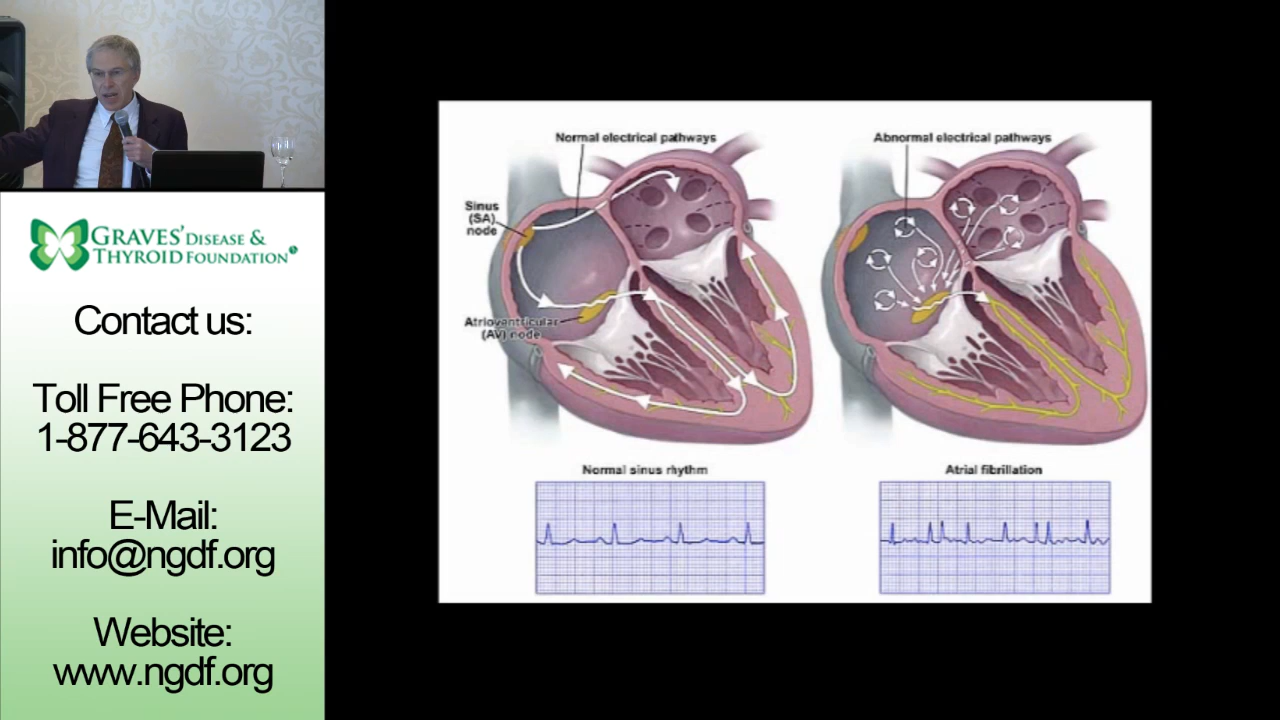 GRAVES' DISEASE &
THYROID FOUNDATION
Contact us:
Toll Free Phone:
1-877-643-3123
E-Mail:
info@ngdf.org
Website:
www.ngdf.org
Normal electrical pathways
Sinus
(SA)
node
Atrioventricular
(AV) node
Normal sinus rhythm
Abnormal electrical pathways
Atrial fibrillation